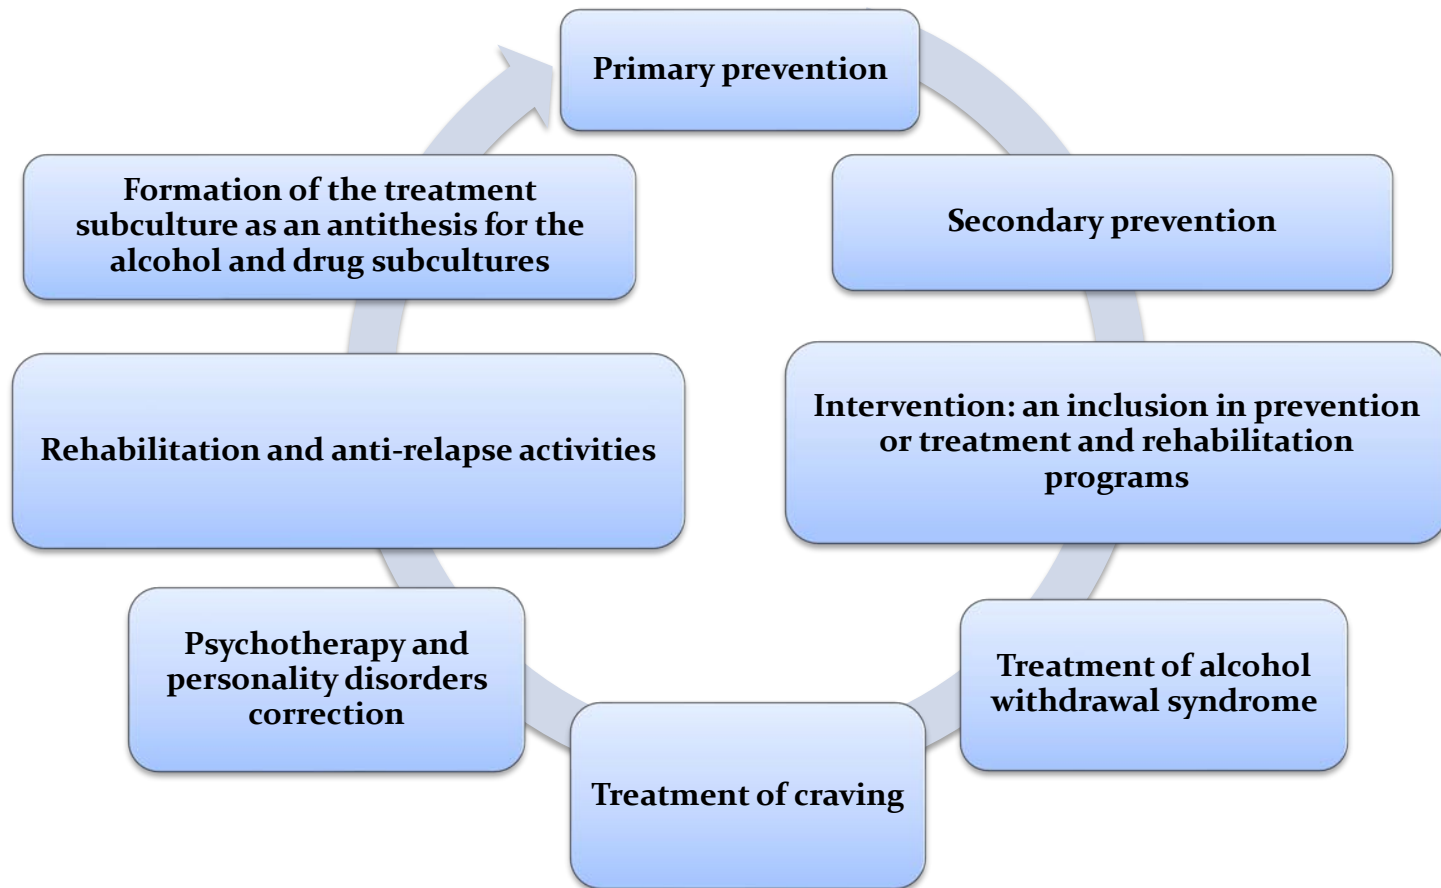 Primary prevention
Secondary prevention
Intervention: an inclusion in prevention
or treatment and rehabilitation
programs
Treatment of alcohol
withdrawal syndrome
Treatment of craving
Psychotherapy and
personality disorders
correction
Rehabilitation and anti-relapse activities
Formation of the treatment
subculture as an antithesis for the
alcohol and drug subcultures